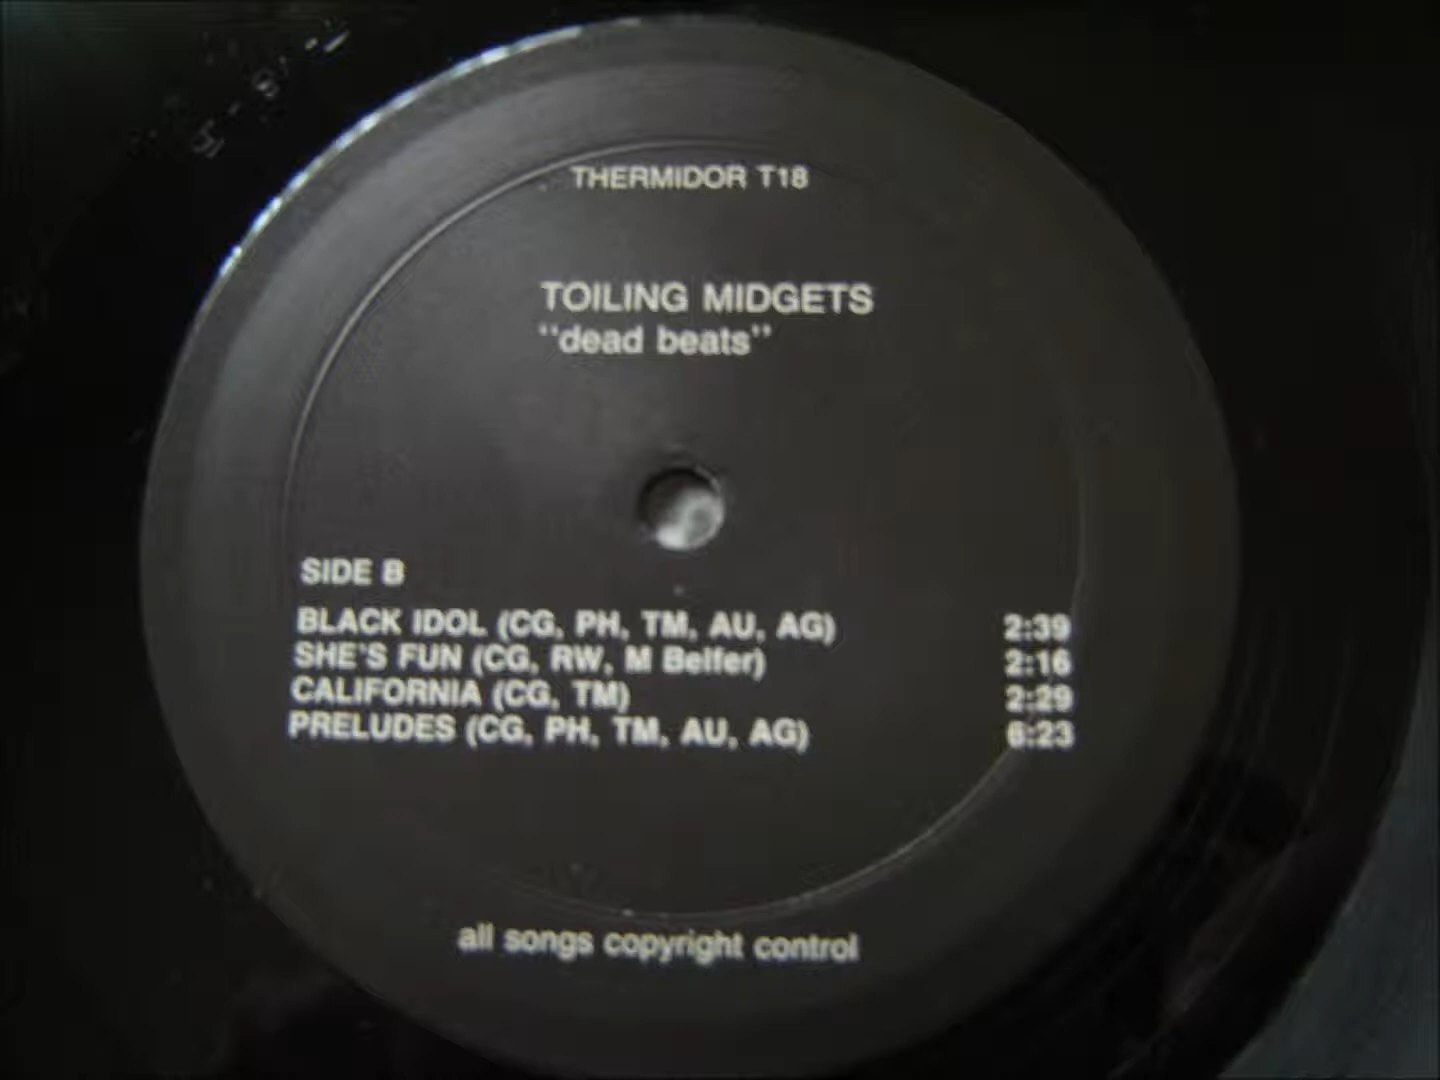 THERMIDOR T18
TOILING MIDGETS
"dead beats"
SIDE B
BLACK IDOL (CG, PH, TM, AU, AG) 2:39
SHE'S FUN (CG, RW, M Belfer) 2:16
CALIFORNIA (CG, TM) 2:29
PRELUDES (CG, PH, TM, AU, AG) 6:23
all songs copyright control